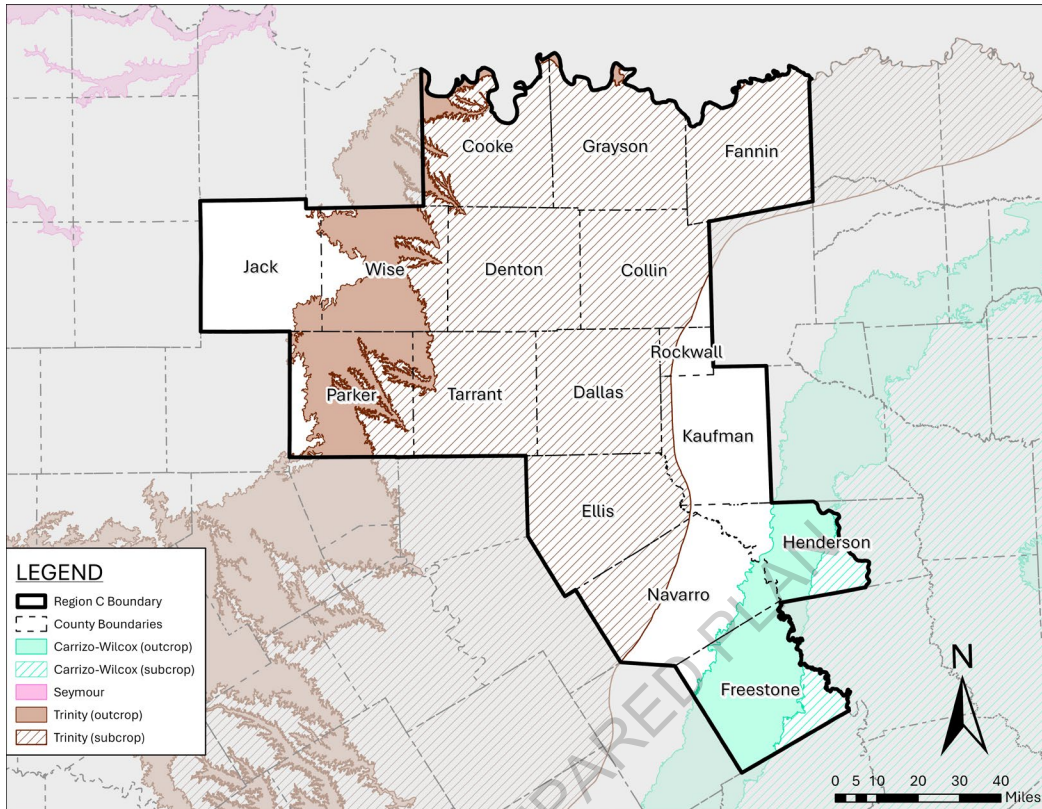 Cooke
Grayson
Fannin
Jack
Wise
Denton
Collin
Rockwall
Parker
Tarrant
Dallas
Kaufman
Ellis
Henderson
Navarro
Freestone
PARED PLAN
LEGEND
Region C Boundary
County Boundaries
Carrizo-Wilcox (outcrop)
Carrizo-Wilcox (subcrop)
Seymour
Trinity (outcrop)
Trinity (subcrop)
N
0 5 10 20 30 40
Miles